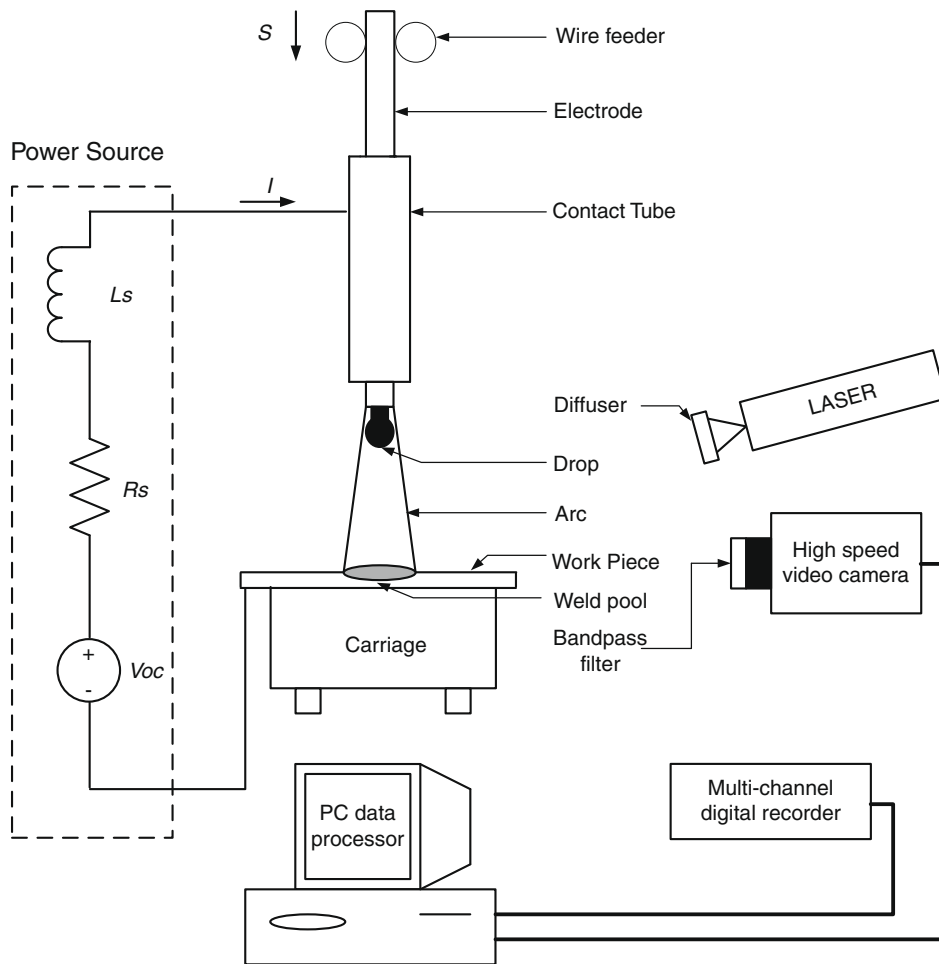 S
Wire feeder
Electrode
Power Source
I
Contact Tube
Ls
LASER
Diffuser
Drop
Rs
Arc
High speed
video camera
Work Piece
Weld pool
Bandpass
filter
Carriage
+
Voc
-
Multi-channel
digital recorder
PC data
processor